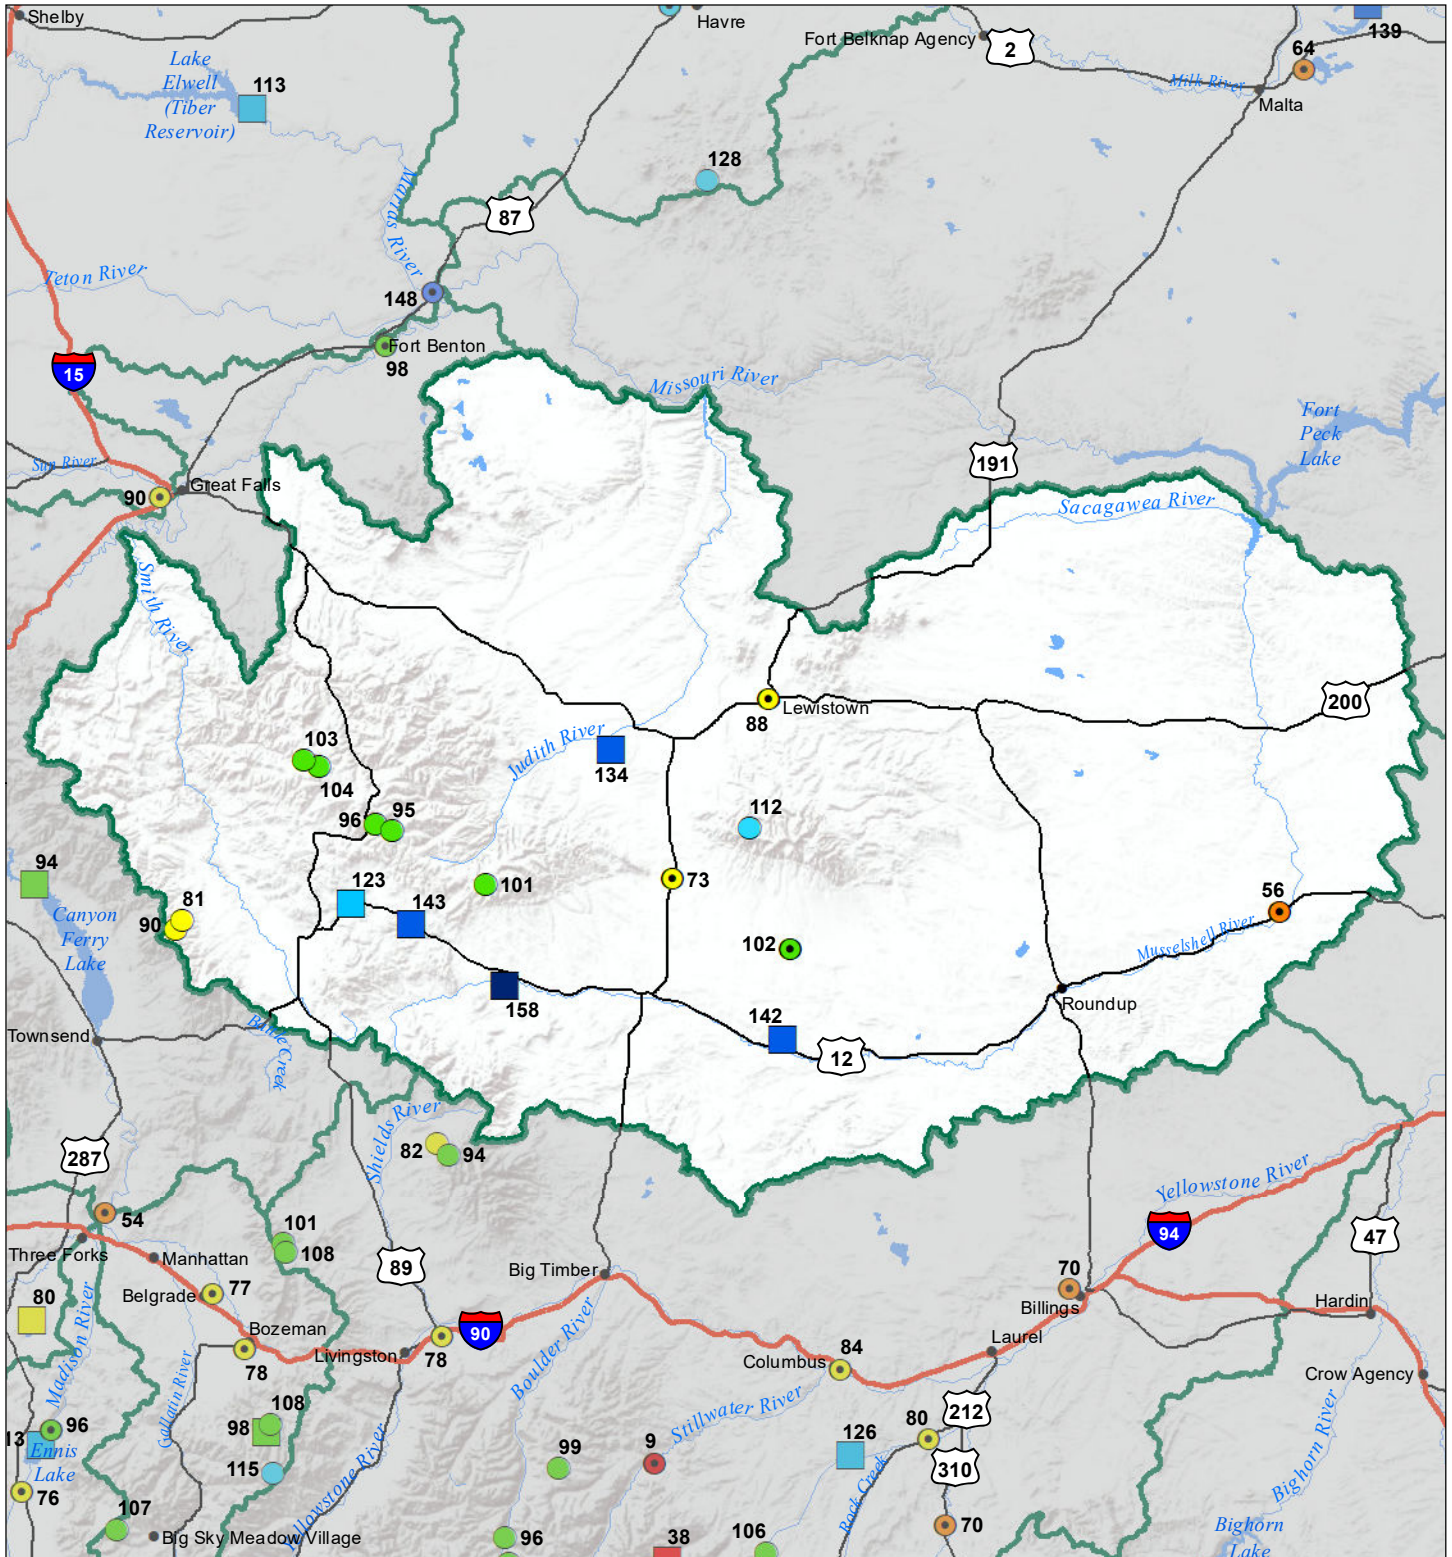 Shelby
Havre
Fort Belknap Agency
2
139
64
Lake
Elwell
(Tiber
Reservoir)
113
Milk River
Malta
128
Marias River
87
Teton River
148
Fort Benton
98
15
Missouri River
Fort
Peck
Lake
191
Sun River
Great Falls
90
Sacagawea River
Smith River
200
88
Lewistown
103
104
Judith River
134
96
95
112
94
123
143
101
73
81
90
56
Canyon
Ferry
Lake
102
Musselshell River
158
142
12
Roundup
Townsend
Battle Creek
Shields River
82
94
287
54
101
108
Three Forks
Manhattan
Belgrade
77
89
Big Timber
Yellowstone River
94
47
70
Billings
Hardin
80
Madison River
Bozeman
78
Livingston
78
90
Boulder River
Columbus
84
Laurel
Crow Agency
Gallatin River
108
98
115
96
13
Ennis
Lake
76
107
Big Sky Meadow Village
Yellowstone River
99
9
Stillwater River
126
80
212
310
Rock Creek
70
Bighorn River
Bighorn
Lake
96
38
106